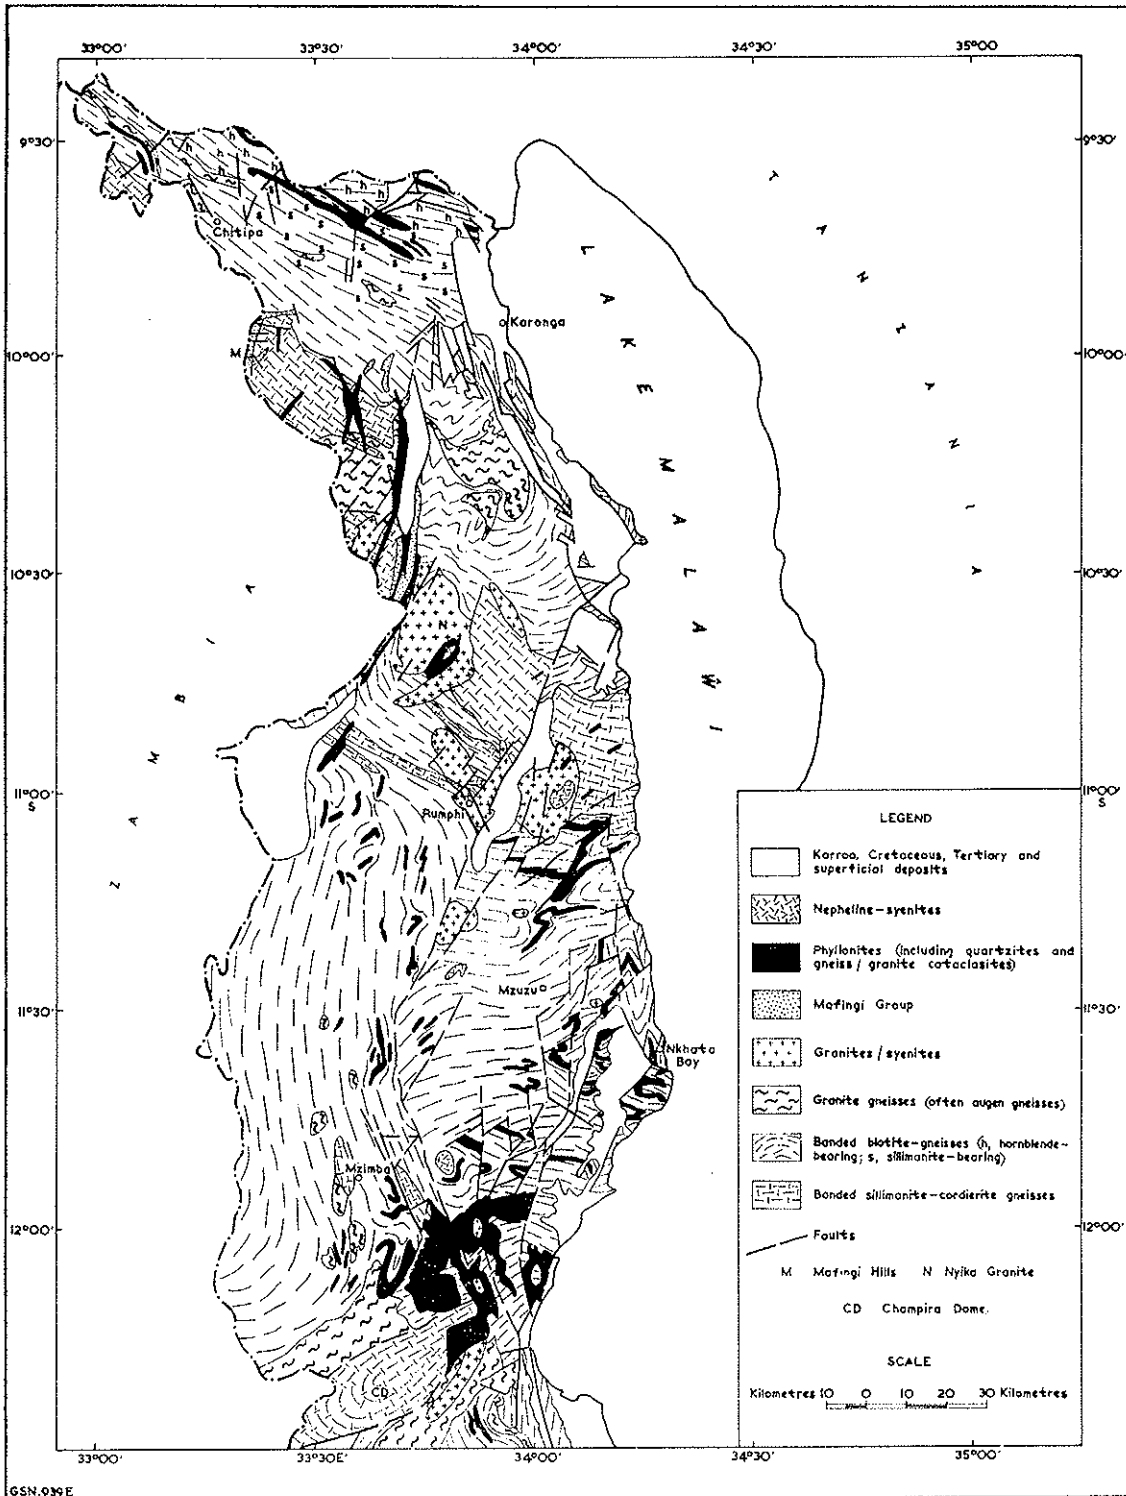 33°00' 33°30' 34°00' 34°30' 35°00'
9°30' 9°30'
TANZANIA
LAKE MALAWI
Chitipa
Karonga
10°00' 10°00'
M
10°30' 10°30'
ZAMBIA
N
11°00' 11°00'
S S
Rumphi
LEGEND
Karroo, Cretaceous, Tertiary and
superficial deposits
Nepheline-syenites
Phyllonites (including quartzites and
gneiss/granite cataclasites)
Mafingi Group
Granites/syenites
Granite gneisses (often augen gneisses)
Banded biotite-gneisses (h, hornblende-
bearing; s, sillimanite-bearing)
Banded sillimanite-cordierite gneisses
Faults
M Mafingi Hills N Nyika Granite
CD Champira Dome.
SCALE
Kilometres 10 0 10 20 30 Kilometres
Mzuzu
11°30' 11°30'
Nkhata
Bay
Mzimba
12°00' 12°00'
CD
33°00' 33°30'E 34°00' 34°30' 35°00'
GSN.039E